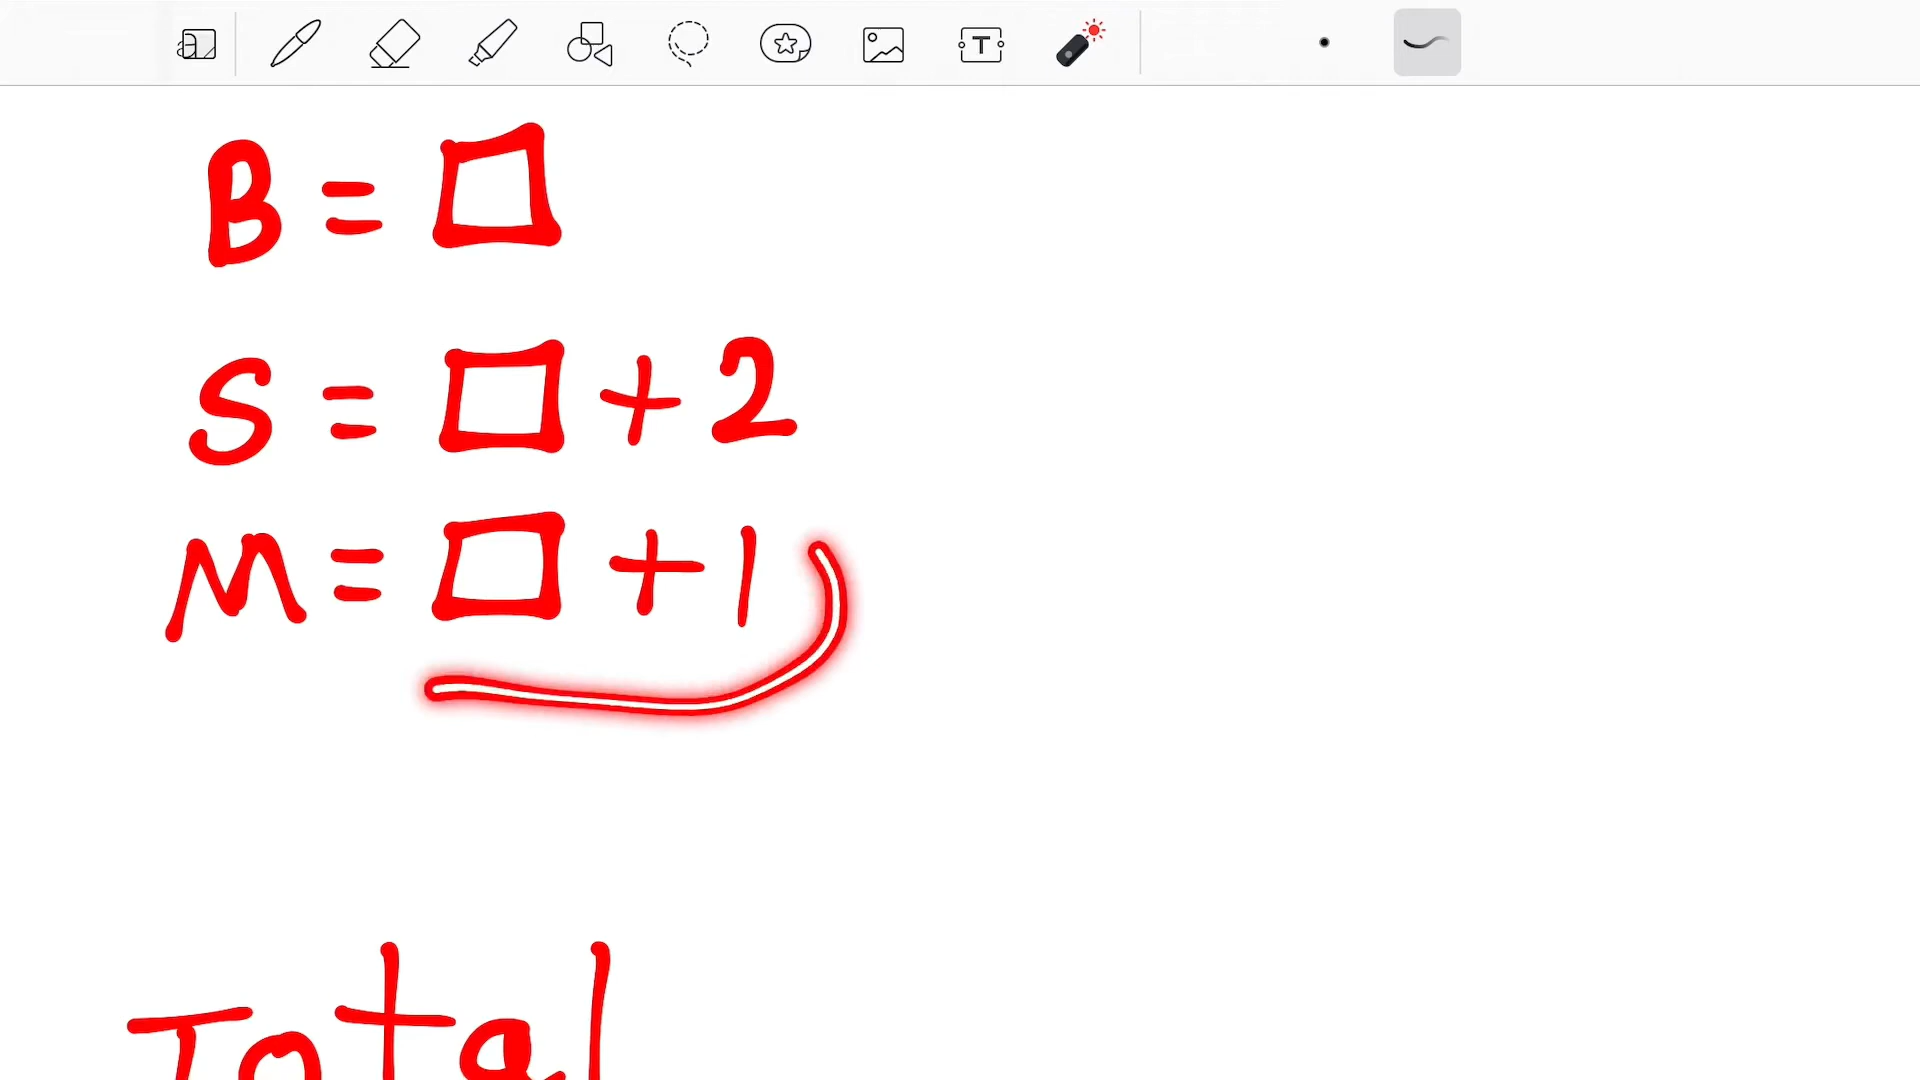 B = □
S = □ + 2
M = □ + 1
Total